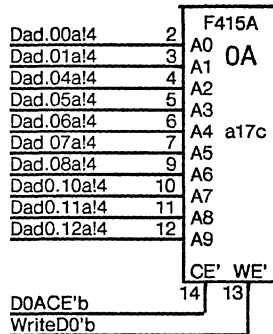 F415A
Dad.00a!4 2 A0 0A
Dad.01a!4 3 A1
Dad.04a!4 4 A2
Dad.05a!4 5 A3
Dad.06a!4 6 A4 a17c
Dad 07a!4 7 A5
Dad.08a!4 9 A6
Dad0.10a!4 10 A7
Dad0.11a!4 11 A8
Dad0.12a!4 12 A9
CE' WE'
14 13
D0ACE'b
WriteD0'b